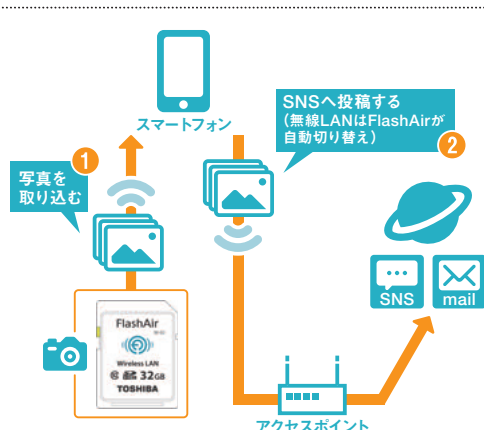 スマートフォン
1
写真を
取り込む
SNSへ投稿する
(無線LANはFlashAirが
自動切り替え)
2
FlashAir
Wireless LAN
32GB
TOSHIBA
SNS
mail
アクセスポイント